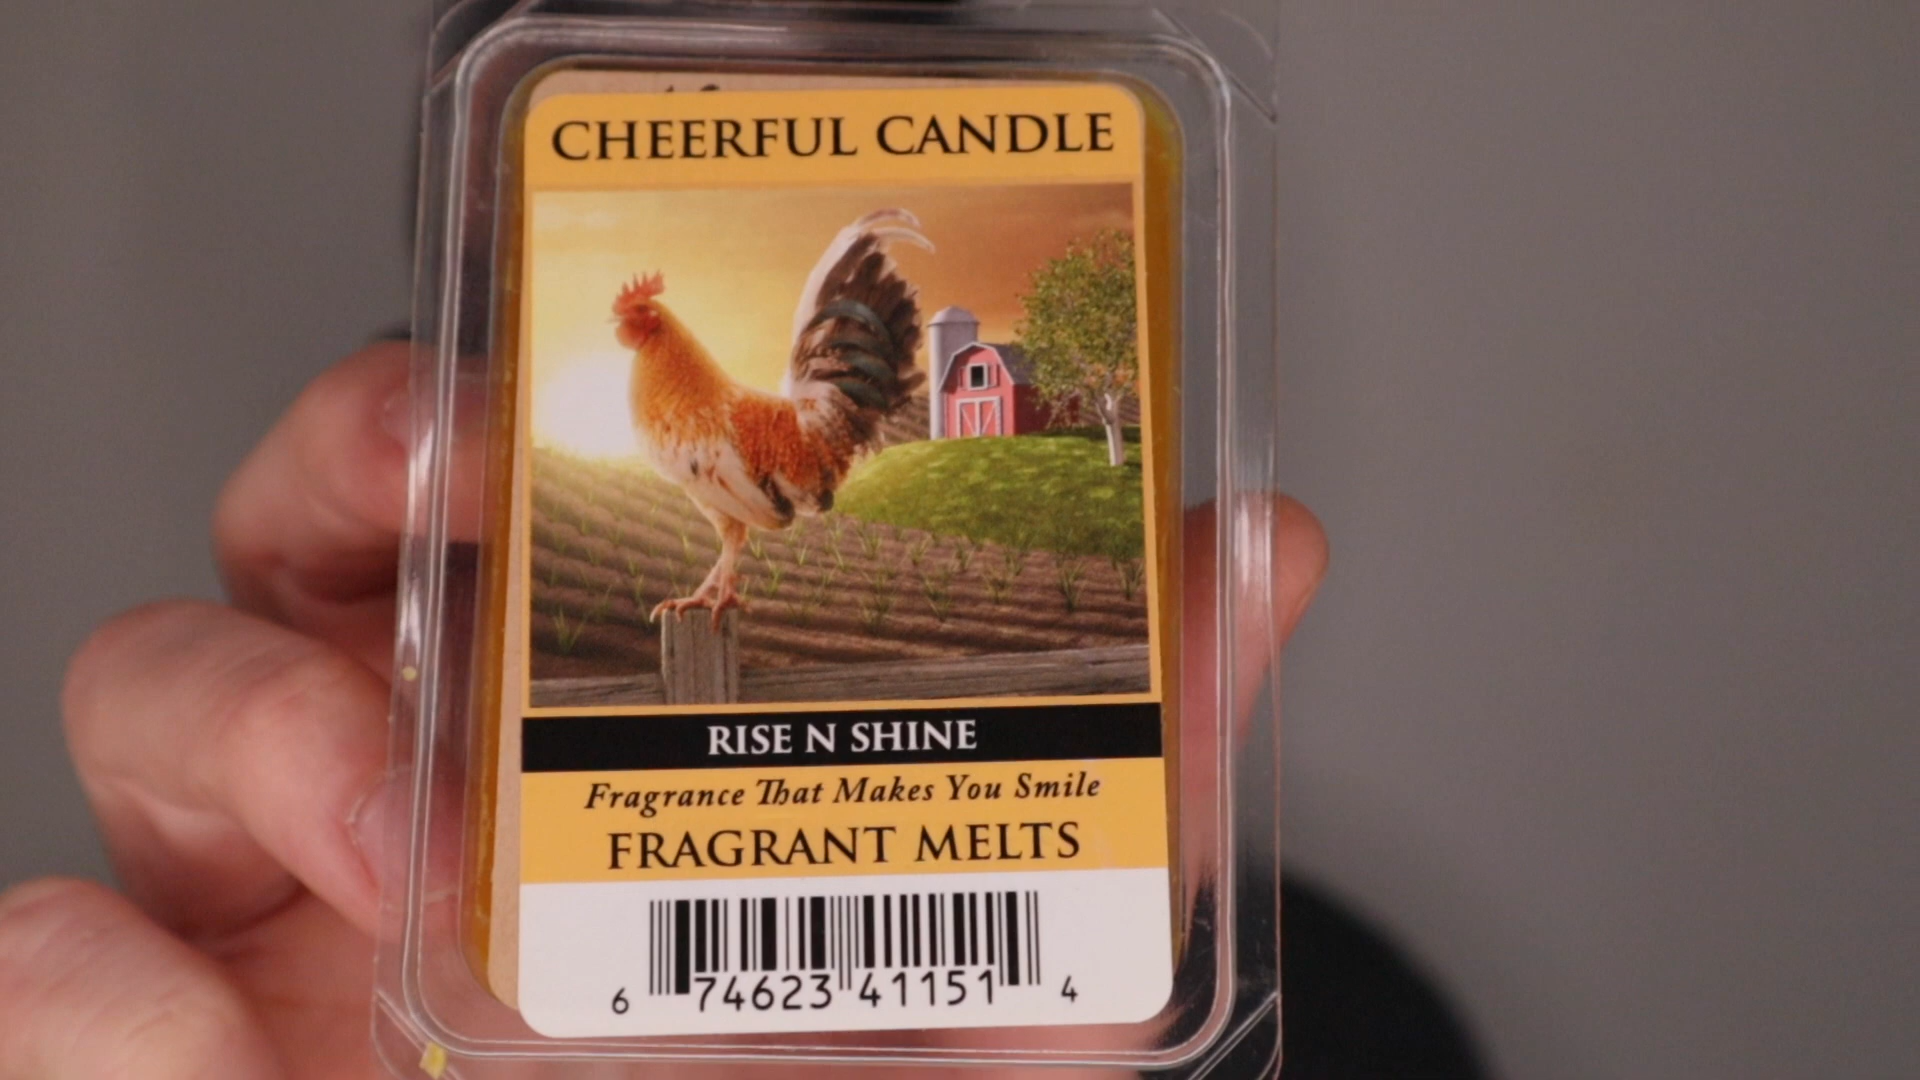 CHEERFUL CANDLE
RISE N SHINE
Fragrance That Makes You Smile
FRAGRANT MELTS
6 74623 41151 4